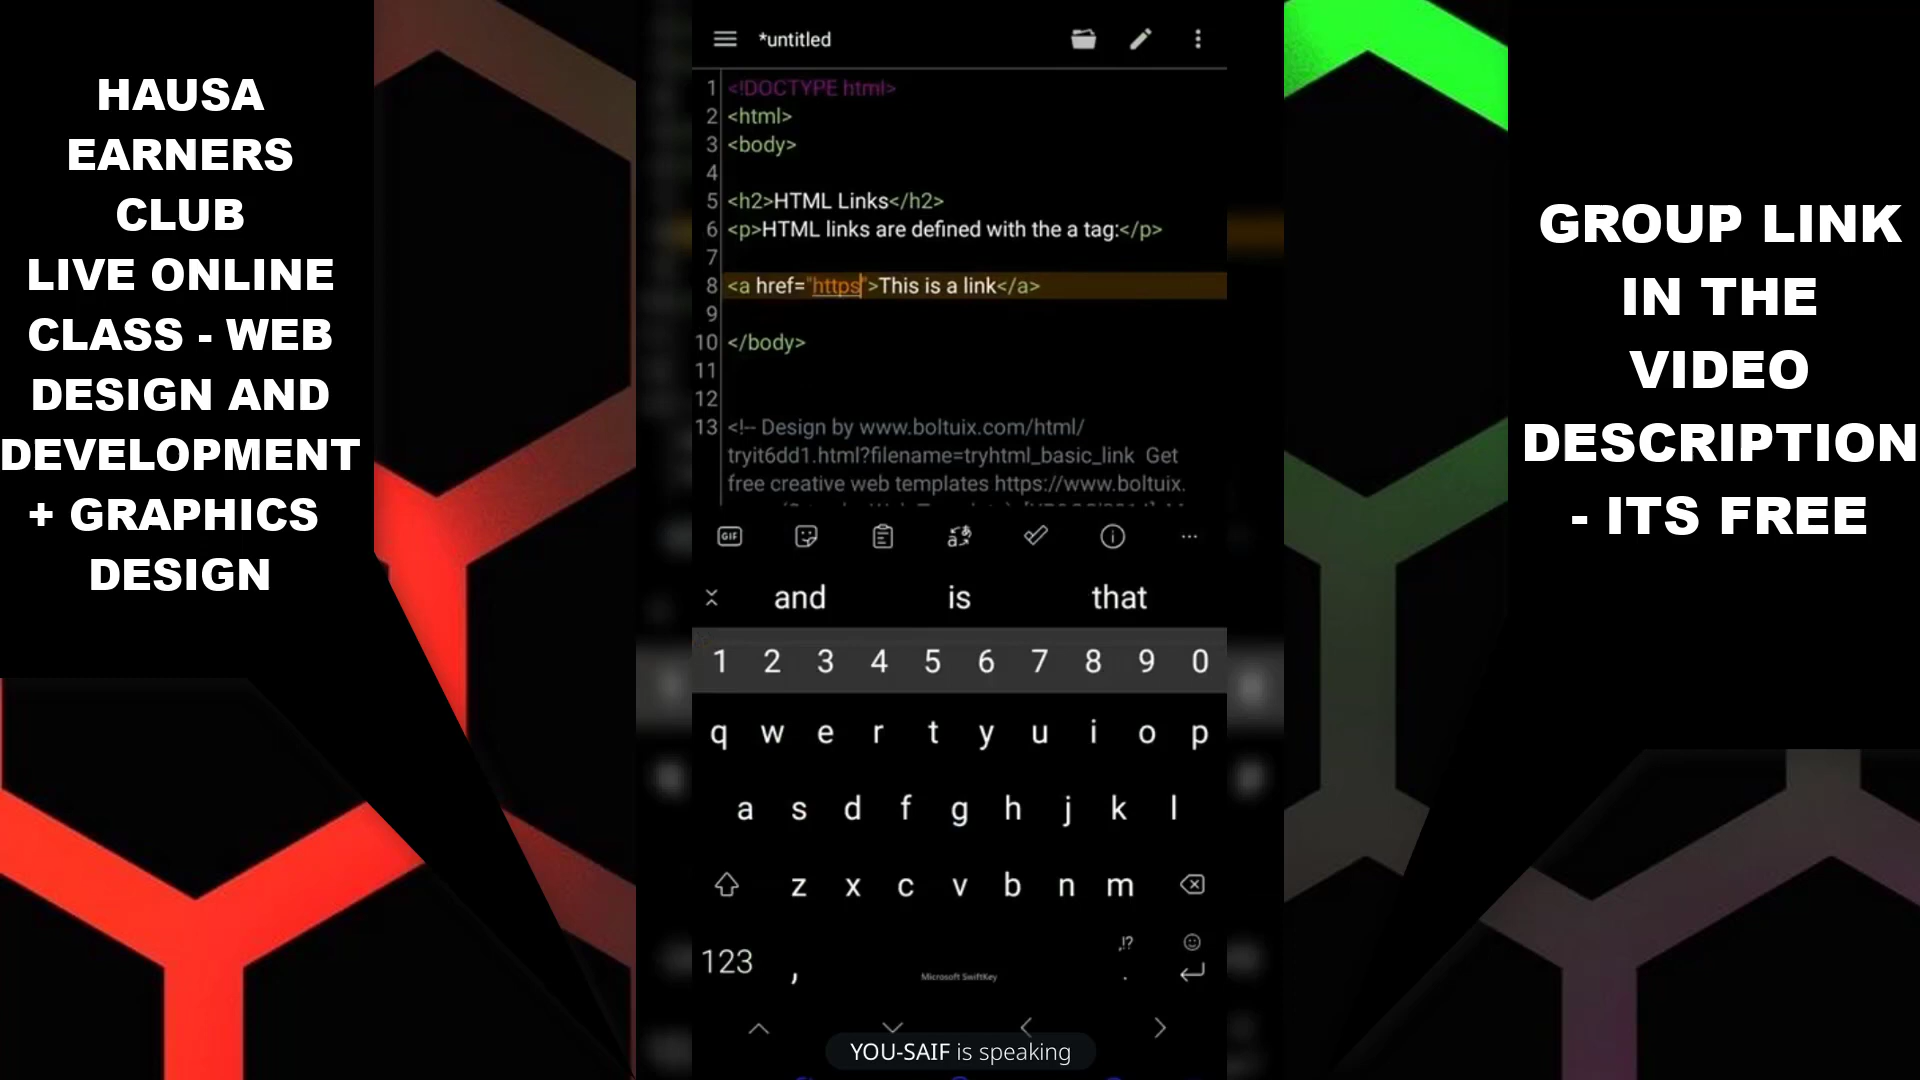 HAUSA
EARNERS
CLUB
LIVE ONLINE
CLASS - WEB
DESIGN AND
DEVELOPMENT
+ GRAPHICS
DESIGN
*untitled
1 <!DOCTYPE html>
2 <html>
3 <body>
4
5 <h2>HTML Links</h2>
6 <p>HTML links are defined with the a tag:</p>
7
8 <a href="https">This is a link</a>
9
10 </body>
11
12
13 <!-- Design by www.boltuix.com/html/
tryit6dd1.html?filename=tryhtml_basic_link Get
free creative web templates https://www.boltuix.
GIF
and is that
1 2 3 4 5 6 7 8 9 0
q w e r t y u i o p
a s d f g h j k l
z x c v b n m
,!?
123 , .
Microsoft SwiftKey
YOU-SAIF is speaking
GROUP LINK
IN THE
VIDEO
DESCRIPTION
- ITS FREE